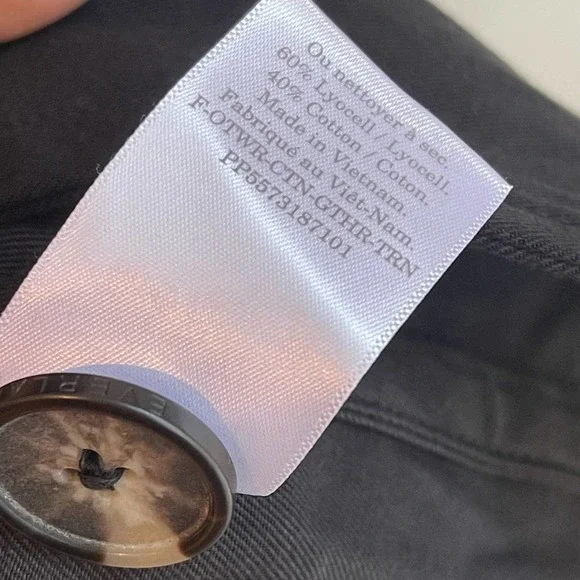 Ou nettoyer à sec.
60% Lyocell / Lyocell.
40% Cotton / Coton.
Made in Vietnam.
Fabriqué au Viêt-Nam.
F-OTWR-CTN-GTHR-TRN
PP5573187101
EVERLA